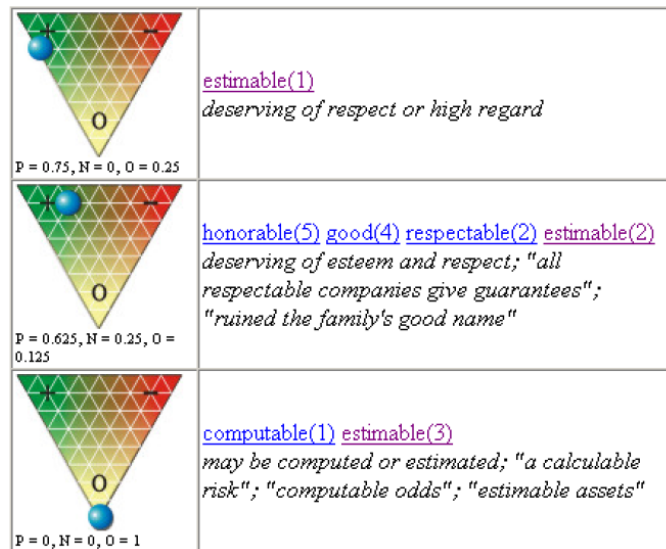 + −
O
P = 0.75, N = 0, O = 0.25
estimable(1)
deserving of respect or high regard
+ −
O
P = 0.625, N = 0.25, O =
0.125
honorable(5) good(4) respectable(2) estimable(2)
deserving of esteem and respect; "all
respectable companies give guarantees";
"ruined the family's good name"
+ −
O
P = 0, N = 0, O = 1
computable(1) estimable(3)
may be computed or estimated; "a calculable
risk"; "computable odds"; "estimable assets"